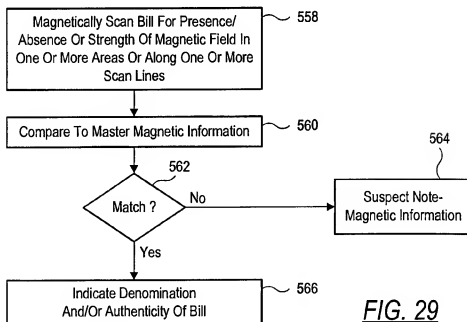 Magnetically Scan Bill For Presence/
Absence Or Strength Of Magnetic Field In
One Or More Areas Or Along One Or More
Scan Lines
558
Compare To Master Magnetic Information
560
562
Match ?
No
564
Suspect Note-
Magnetic Information
Yes
Indicate Denomination
And/Or Authenticity Of Bill
566
FIG. 29